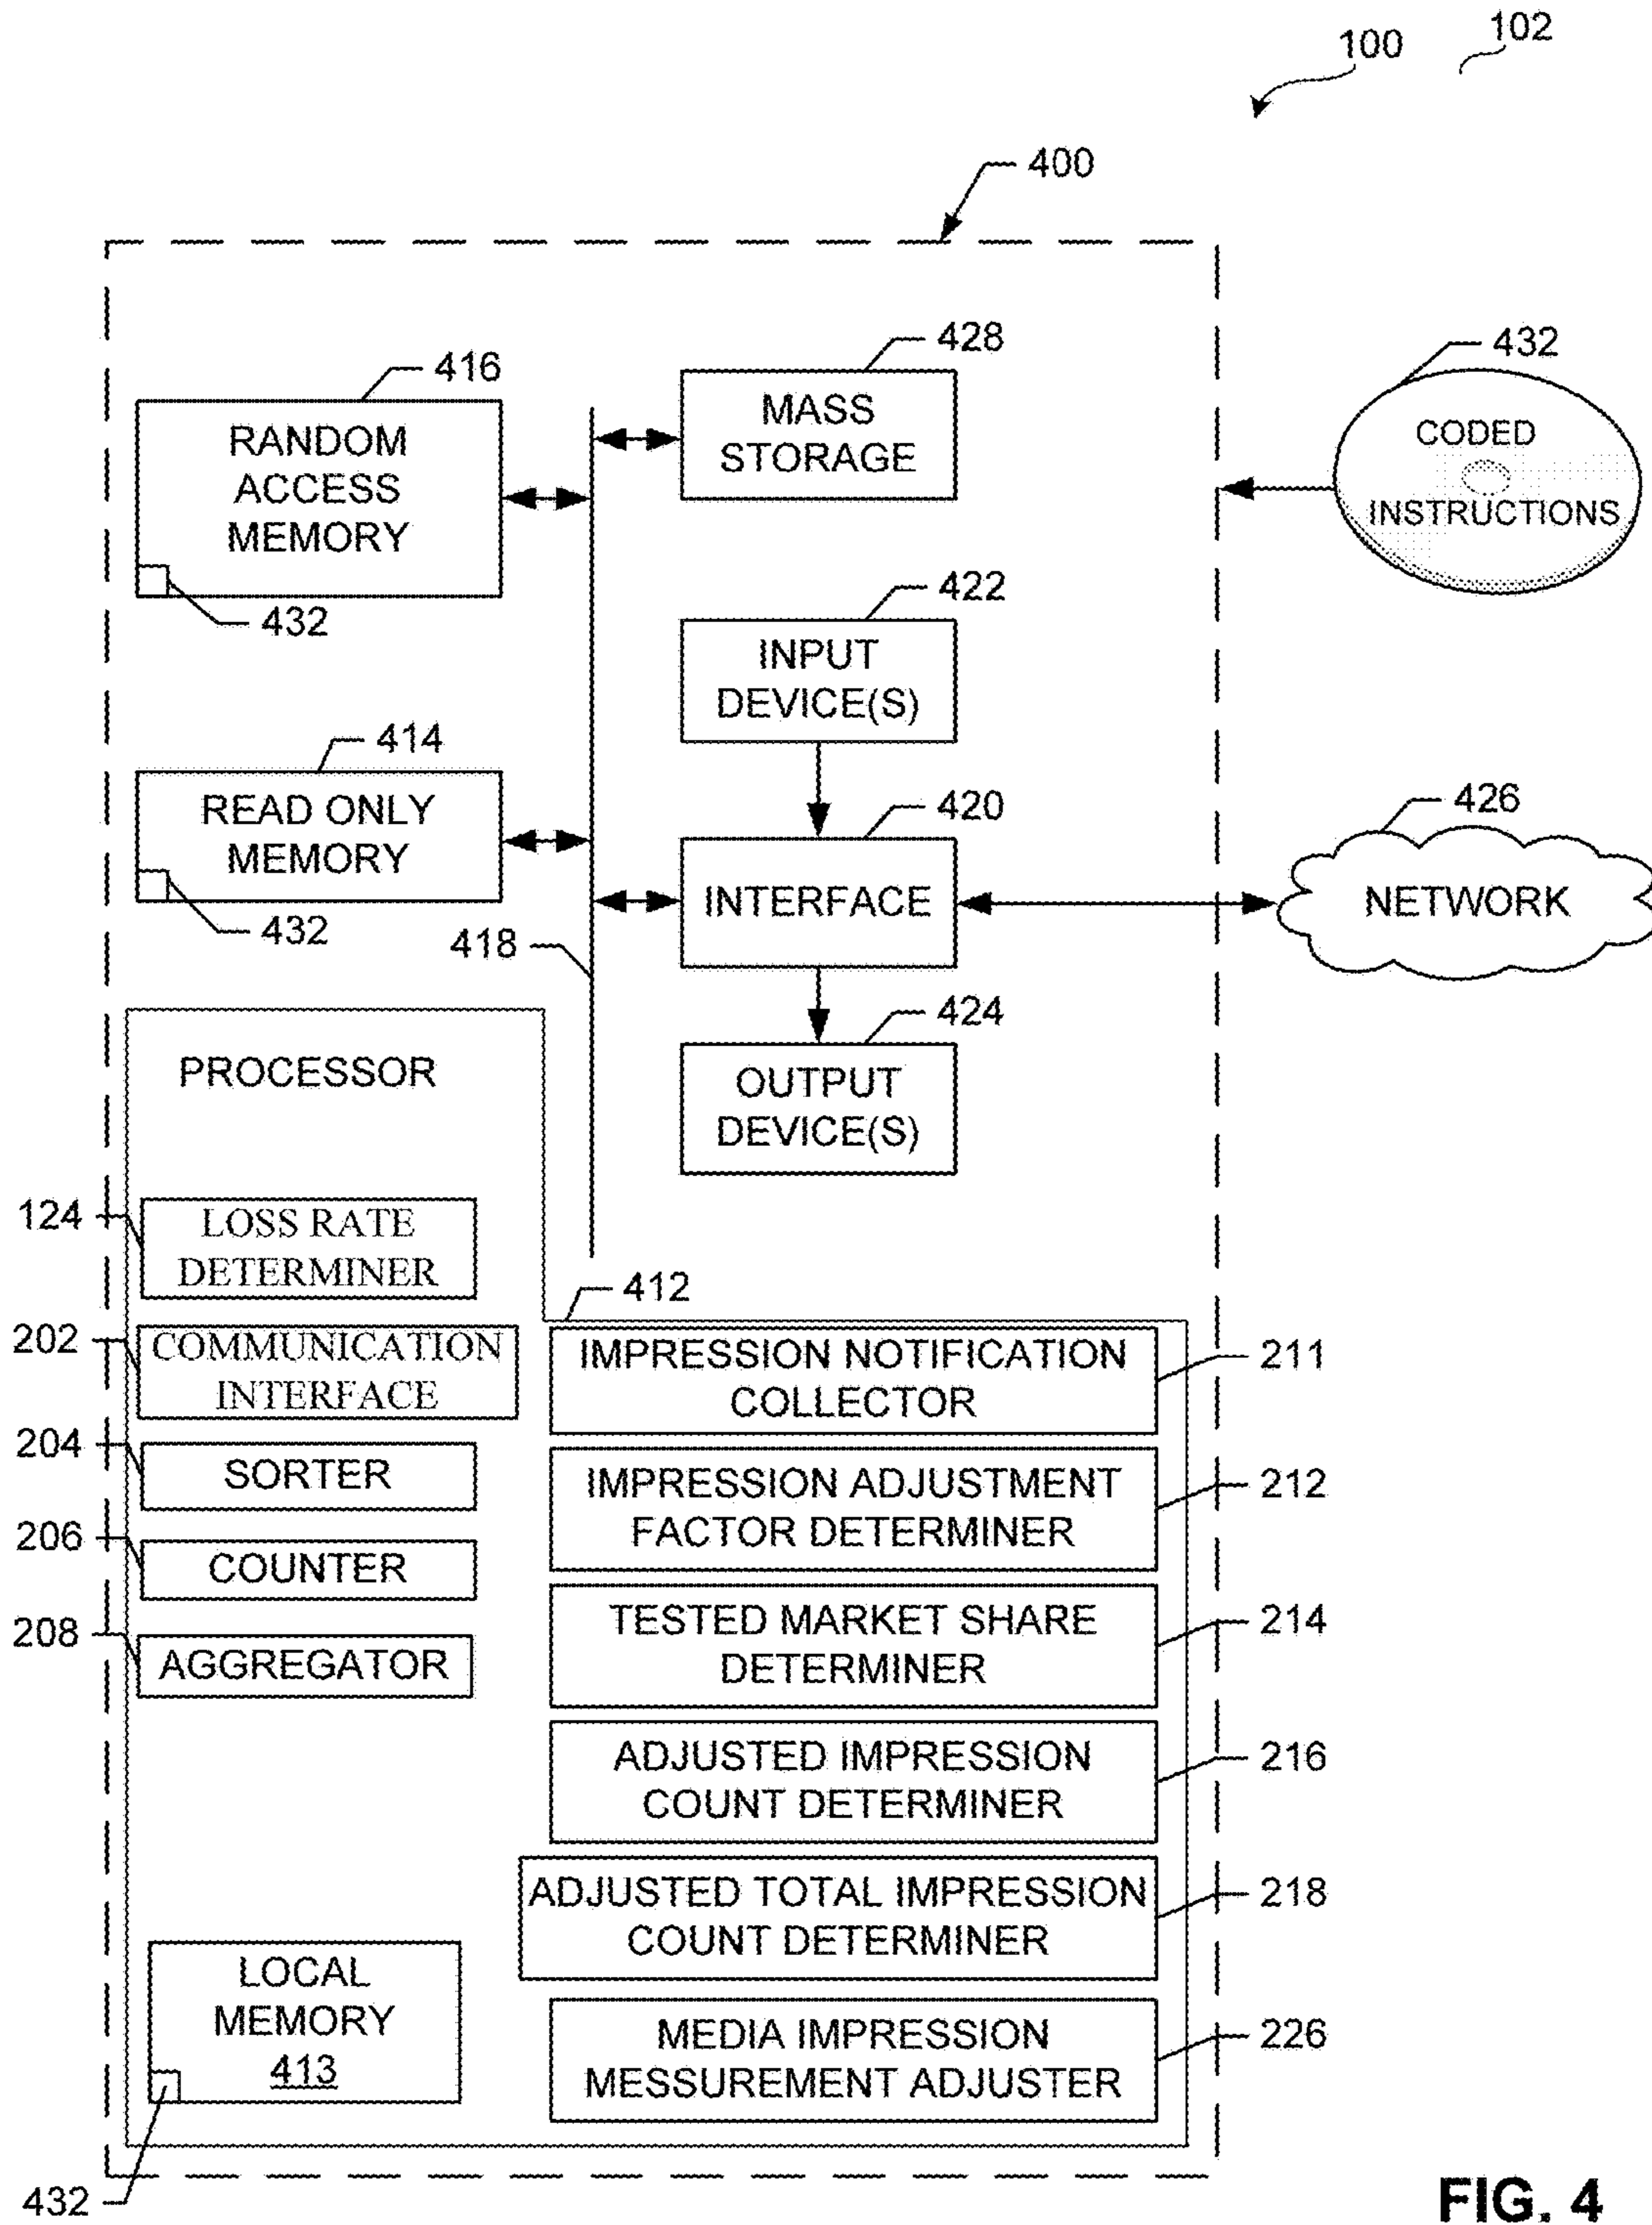 102
100
400
428
416
432
MASS
STORAGE
RANDOM
ACCESS
MEMORY
CODED
INSTRUCTIONS
422
432
INPUT
DEVICE(S)
414
420
426
READ ONLY
MEMORY
INTERFACE
NETWORK
432
418
424
PROCESSOR
OUTPUT
DEVICE(S)
124
LOSS RATE
DETERMINER
412
202
COMMUNICATION
INTERFACE
IMPRESSION NOTIFICATION
COLLECTOR
211
204
SORTER
IMPRESSION ADJUSTMENT
FACTOR DETERMINER
212
206
COUNTER
208
AGGREGATOR
TESTED MARKET SHARE
DETERMINER
214
ADJUSTED IMPRESSION
COUNT DETERMINER
216
ADJUSTED TOTAL IMPRESSION
COUNT DETERMINER
218
LOCAL
MEMORY
413
MEDIA IMPRESSION
MESSUREMENT ADJUSTER
226
432
FIG. 4